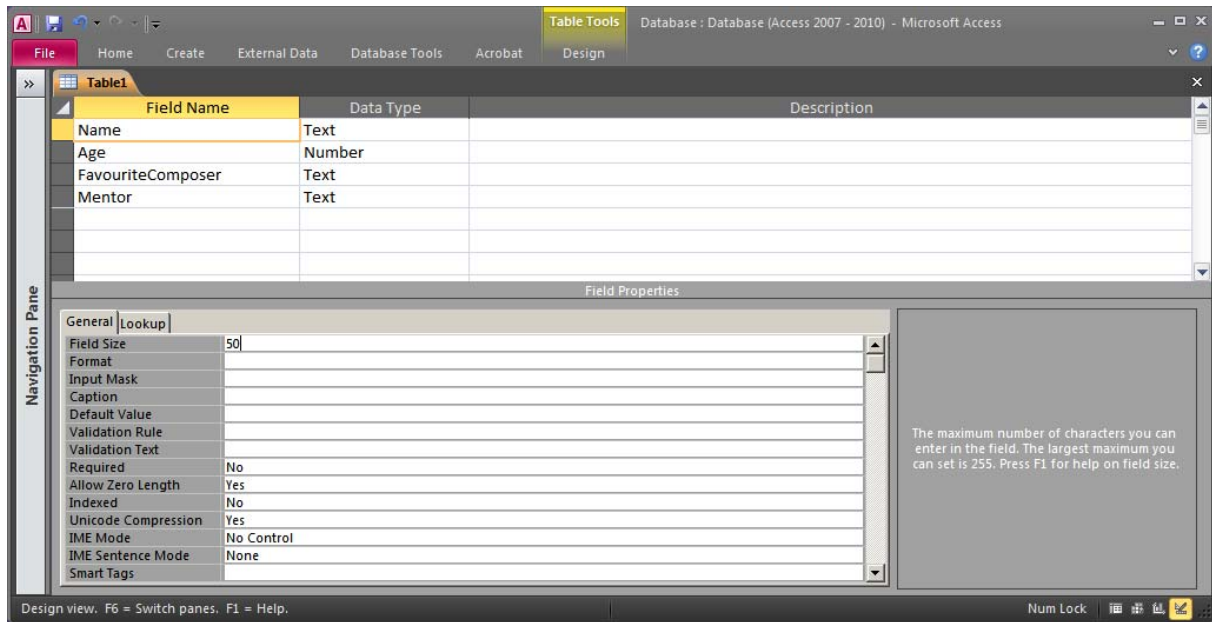 A Table Tools Database : Database (Access 2007 - 2010) - Microsoft Access
File Home Create External Data Database Tools Acrobat Design ?
» Table1 ×
Field Name Data Type Description
Name Text
Age Number
FavouriteComposer Text
Mentor Text
Navigation Pane
Field Properties
General Lookup
Field Size 50
Format
Input Mask
Caption
Default Value
Validation Rule
Validation Text
Required No
Allow Zero Length Yes
Indexed No
Unicode Compression Yes
IME Mode No Control
IME Sentence Mode None
Smart Tags
The maximum number of characters you can
enter in the field. The largest maximum you
can set is 255. Press F1 for help on field size.
Design view. F6 = Switch panes. F1 = Help. Num Lock